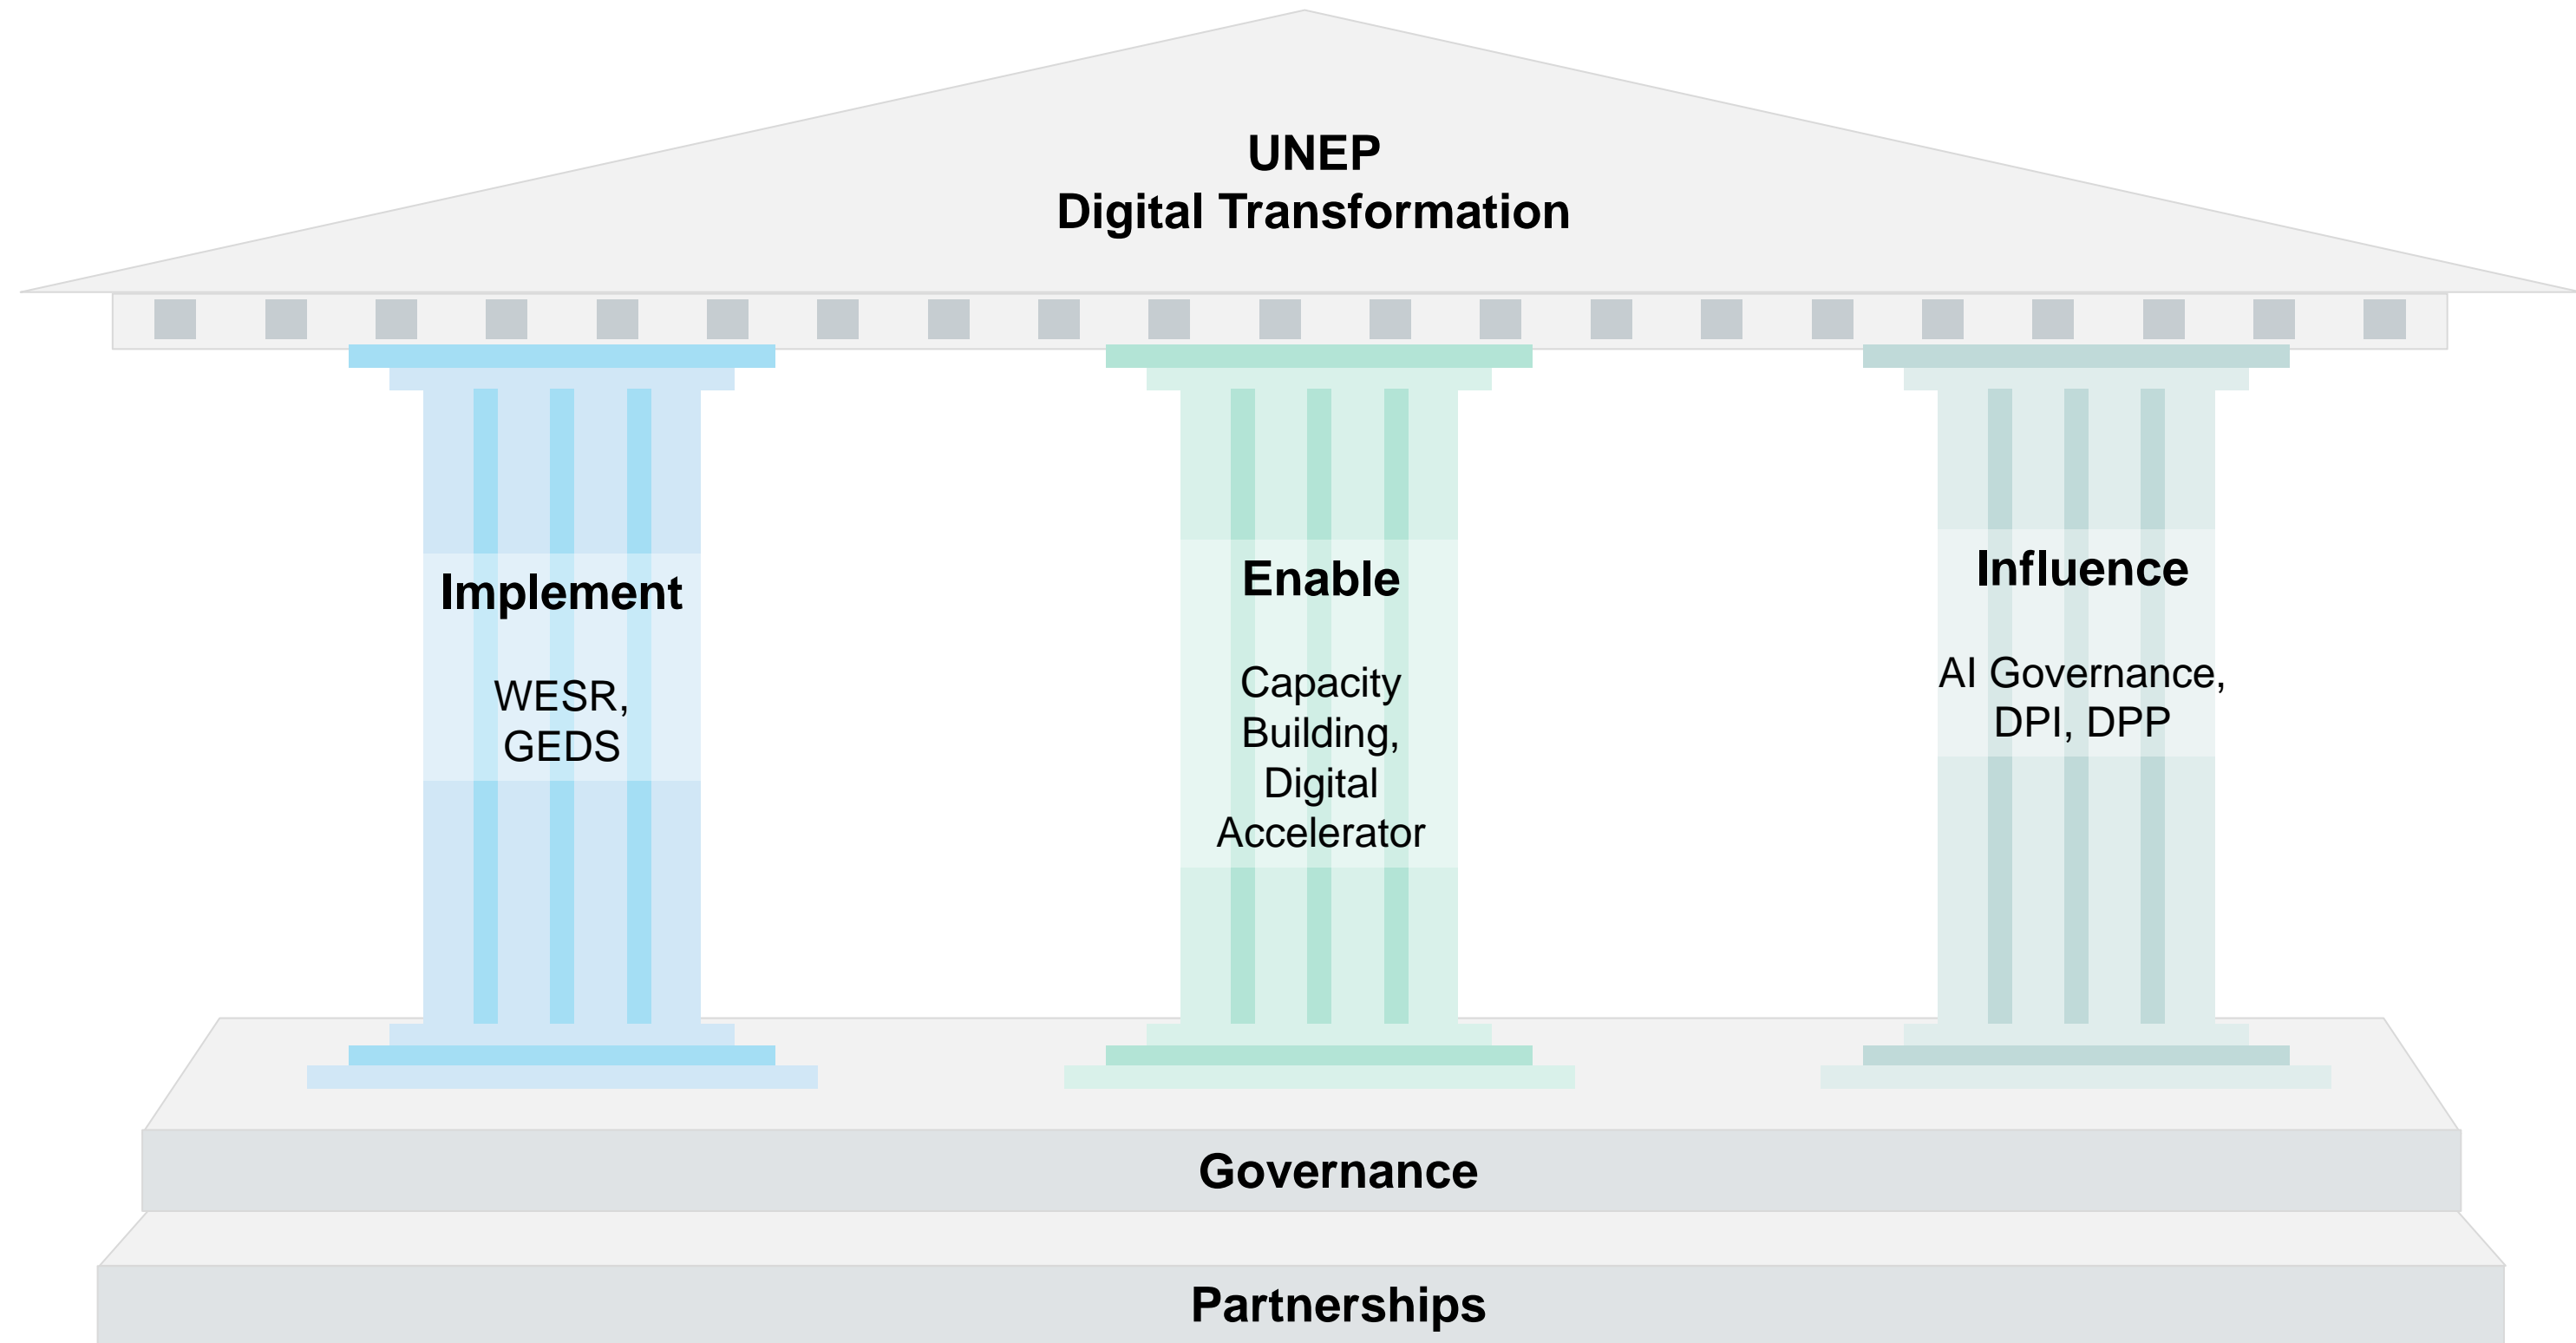 UNEP
Digital Transformation
Implement
WESR,
GEDS
Enable
Capacity
Building,
Digital
Accelerator
Influence
AI Governance,
DPI, DPP
Governance
Partnerships